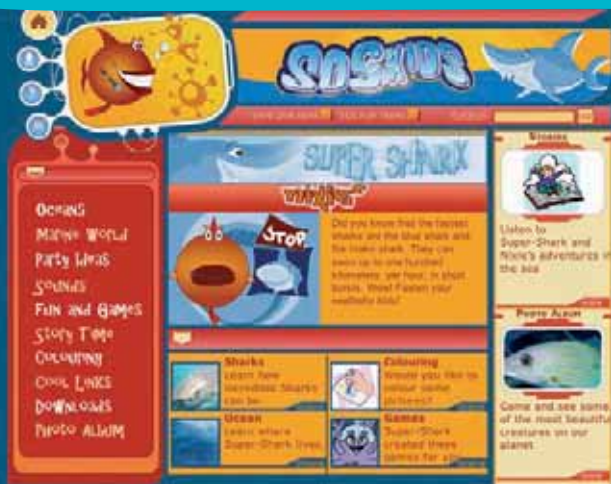 SOSKIDS
SUPER SHARK
STOP
Did you know that the fastest
sharks are the blue shark and
the mako shark. They can
swim up to one hundred
kilometers per hour, in short
bursts. Wow! Fasten your
seatbelts kids!
Oceans
Marine World
Party Ideas
Sounds
Fun and Games
Story Time
Colouring
Cool Links
Downloads
Photo Album
Sharks
Learn how
incredible Sharks
can be.
Colouring
Would you like to
colour some
pictures?
Ocean
Learn where
Super-Shark lives.
Games
Super-Shark
created these
games for you
Stories
Listen to
Super-Shark and
Nixie's adventures in
the sea
Photo Album
Come and see some
of the most beautiful
creatures on our
planet